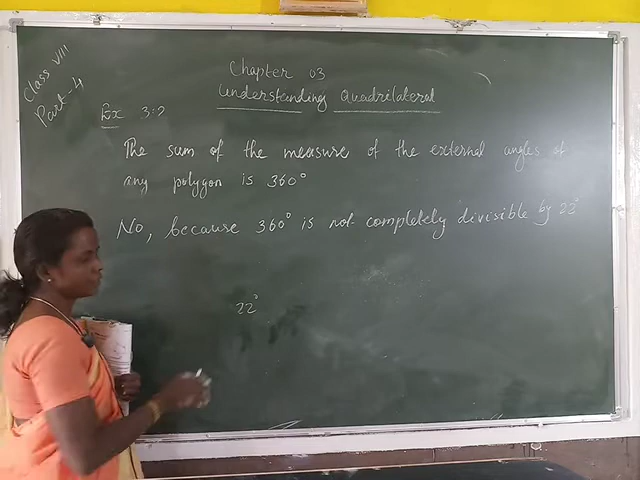 Class VIII
Part - 4
Chapter 03
Understanding Quadrilateral
Ex 3.2
The sum of the measure of the external angles of
any polygon is 360°
No, because 360° is not completely divisible by 22°
22°